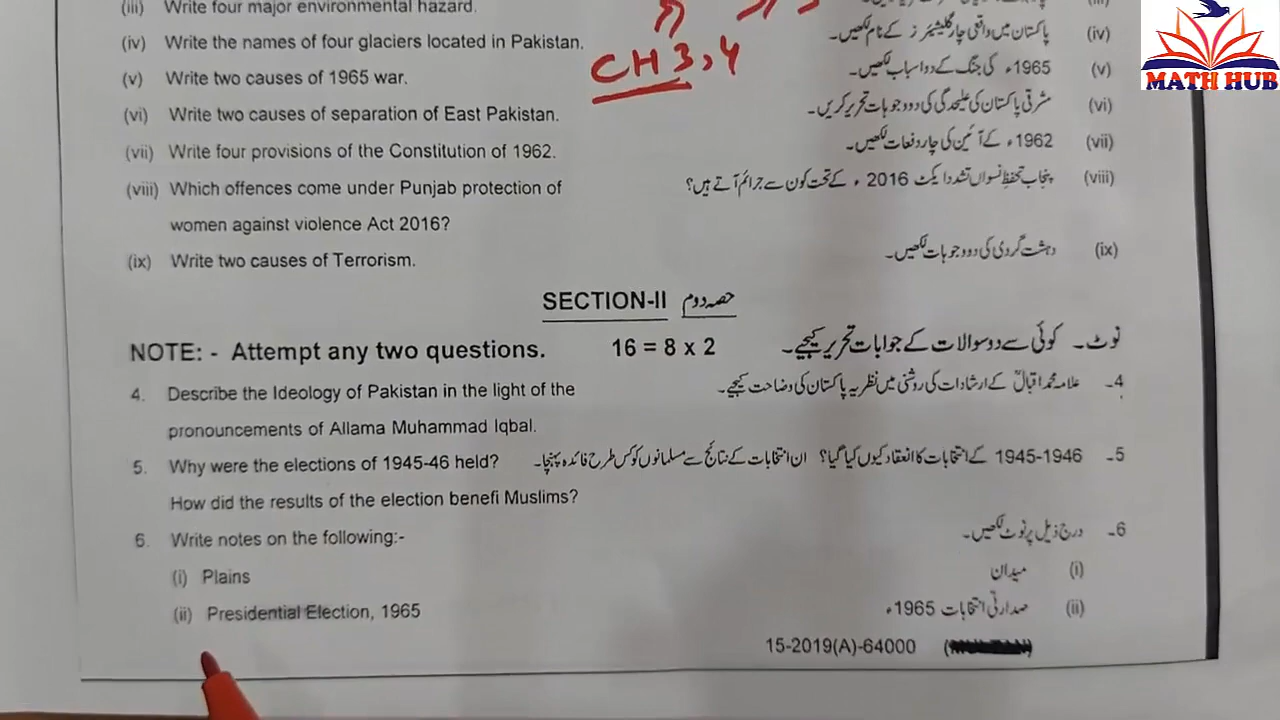 (iii) Write four major environmental hazard.
(iv) Write the names of four glaciers located in Pakistan. پاکستان میں واقع چار گلیشیئرز کے نام لکھیں۔ (iv)
CH 3,4
MATH HUB
(v) Write two causes of 1965 war. 1965ء کی جنگ کے دو اسباب لکھیں۔ (v)
(vi) Write two causes of separation of East Pakistan. مشرقی پاکستان کی علیحدگی کی دو وجوہات تحریر کریں۔ (vi)
(vii) Write four provisions of the Constitution of 1962. 1962ء کے آئین کی چار دفعات لکھیں۔ (vii)
(viii) Which offences come under Punjab protection of پنجاب تحفظِ نسواں تشدد ایکٹ 2016ء کے تحت کون سے جرائم آتے ہیں؟ (viii)
women against violence Act 2016?
(ix) Write two causes of Terrorism. دہشت گردی کی دو وجوہات لکھیں۔ (ix)
SECTION-II حصہ دوم
NOTE: - Attempt any two questions. 16 = 8 x 2 نوٹ۔ کوئی سے دو سوالات کے جوابات تحریر کیجیے۔
4. Describe the Ideology of Pakistan in the light of the علامہ محمد اقبالؒ کے ارشادات کی روشنی میں نظریہ پاکستان کی وضاحت کیجیے۔ 4۔
pronouncements of Allama Muhammad Iqbal.
5. Why were the elections of 1945-46 held? 1945-1946 کے انتخابات کا انعقاد کیوں کیا گیا؟ ان انتخابات کے نتائج سے مسلمانوں کو کس طرح فائدہ پہنچا۔ 5۔
How did the results of the election benefi Muslims?
6. Write notes on the following:- درج ذیل پر نوٹ لکھیں۔ 6۔
(i) Plains میدان (i)
(ii) Presidential Election, 1965 صدارتی انتخابات 1965ء (ii)
15-2019(A)-64000